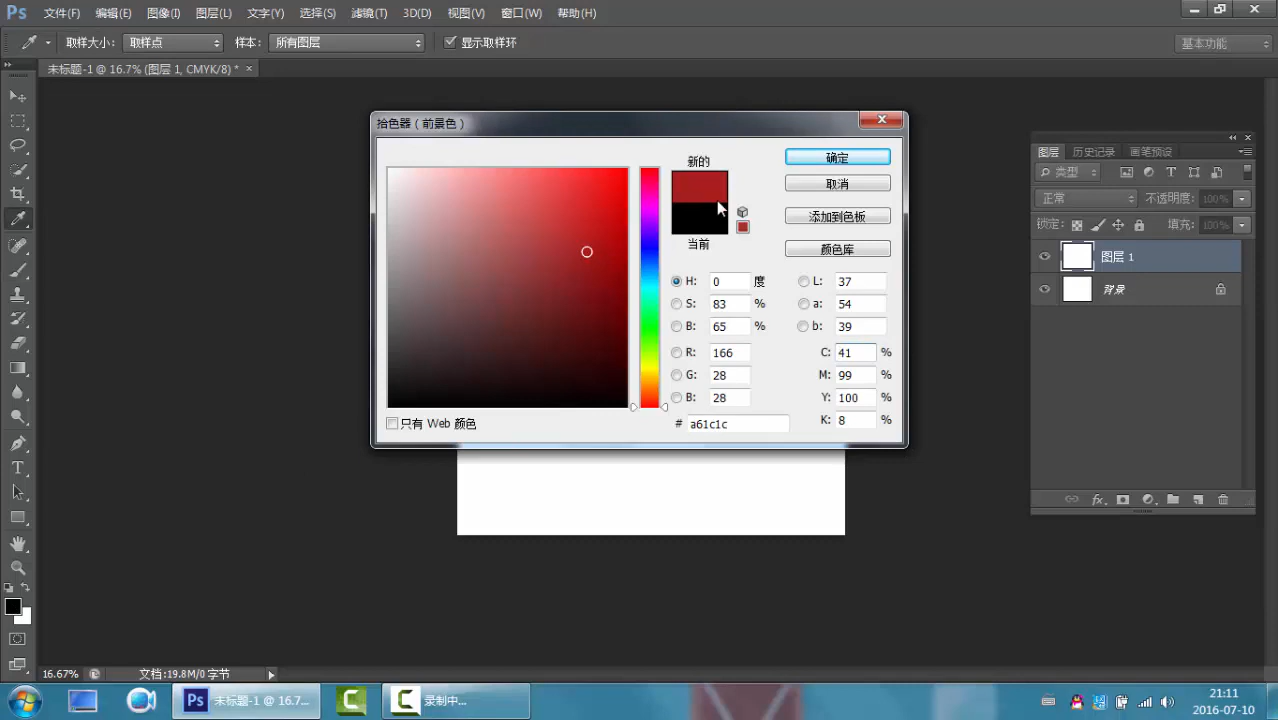 Ps 文件(F) 编辑(E) 图像(I) 图层(L) 文字(Y) 选择(S) 滤镜(T) 3D(D) 视图(V) 窗口(W) 帮助(H)
取样大小: 取样点 样本: 所有图层 显示取样环 基本功能
未标题-1 @ 16.7% (图层 1, CMYK/8) * ×
拾色器（前景色）
新的
当前
确定
取消
添加到色板
颜色库
H: 0 度 L: 37
S: 83 % a: 54
B: 65 % b: 39
R: 166 C: 41 %
G: 28 M: 99 %
B: 28 Y: 100 %
# a61c1c K: 8 %
只有 Web 颜色
图层 历史记录 画笔预设
类型
正常 不透明度: 100%
锁定: 填充: 100%
图层 1
背景
fx
T
16.67% 文档:19.8M/0 字节
Ps 未标题-1 @ 16.7... C C 录制中...
21:11
2016-07-10